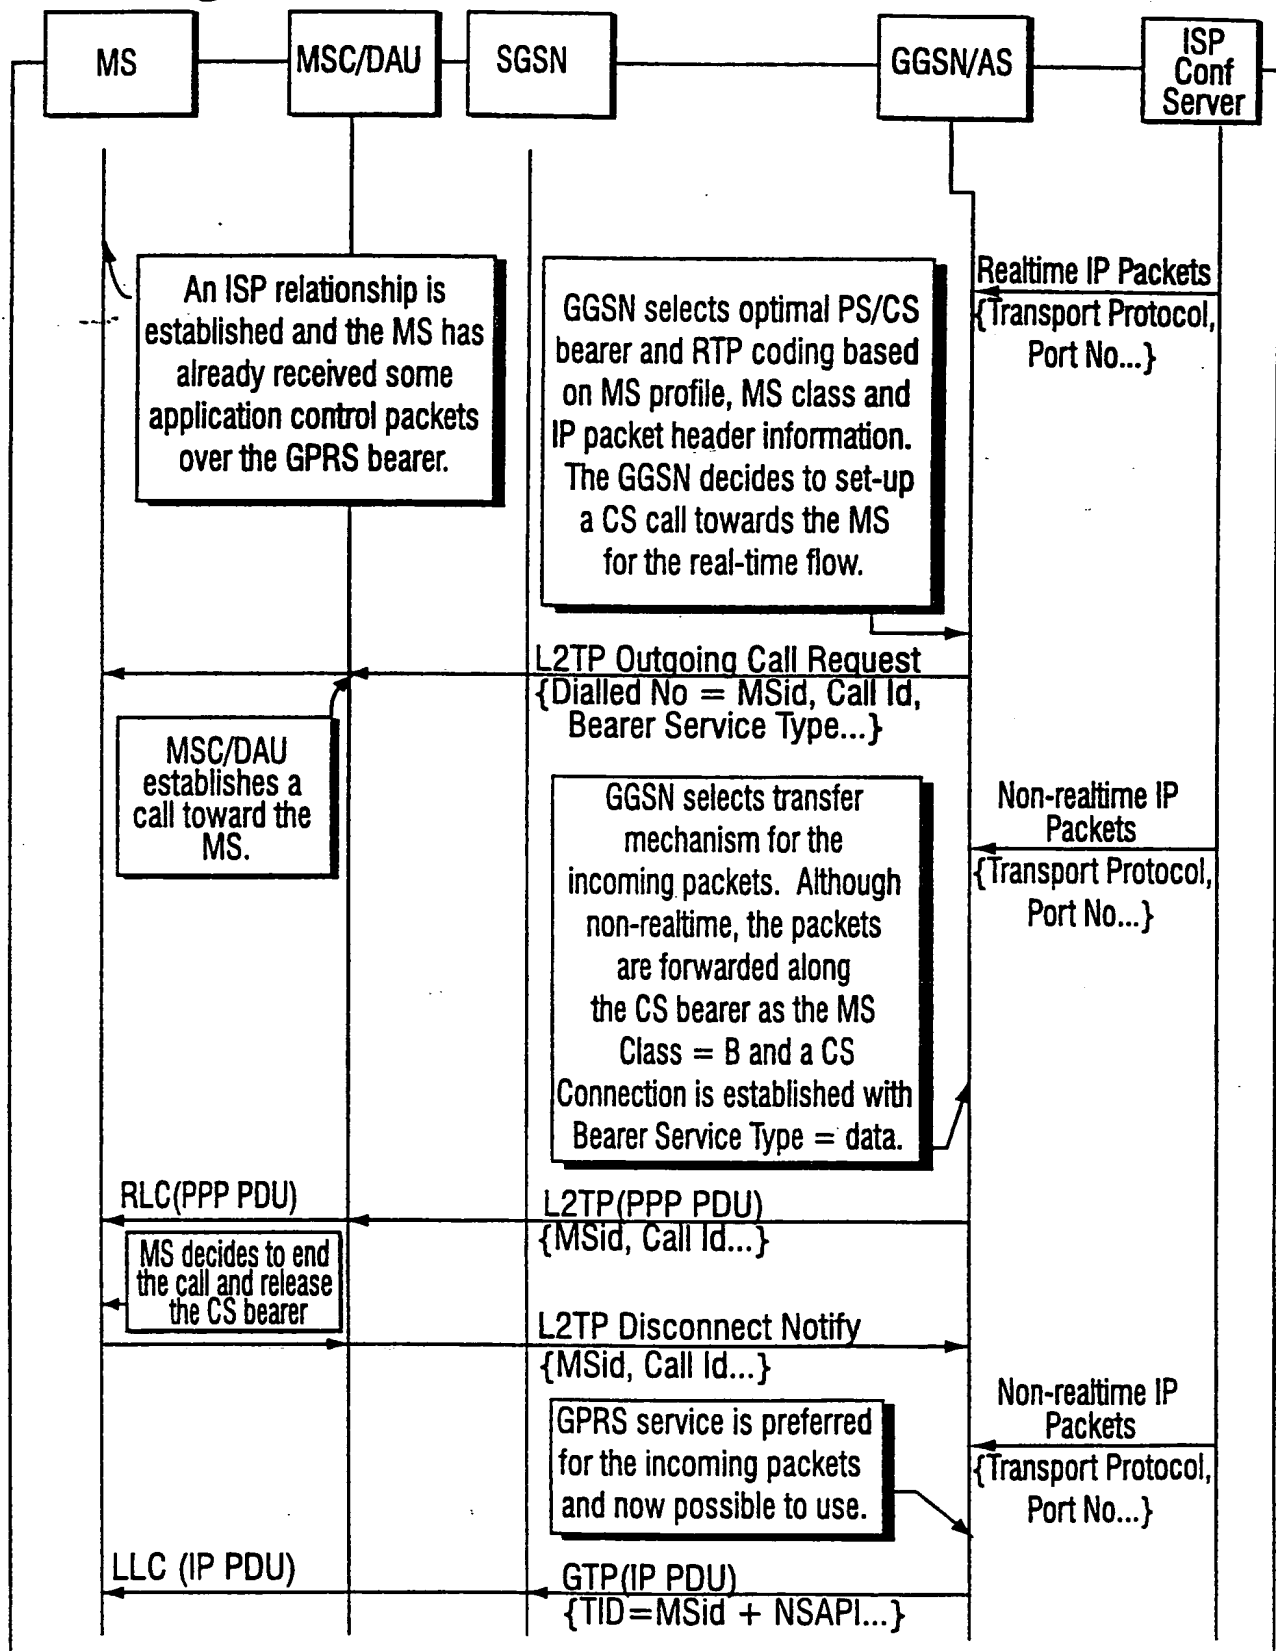 MS
MSC/DAU
SGSN
GGSN/AS
ISP
Conf
Server
An ISP relationship is
established and the MS has
already received some
application control packets
over the GPRS bearer.
GGSN selects optimal PS/CS
bearer and RTP coding based
on MS profile, MS class and
IP packet header information.
The GGSN decides to set-up
a CS call towards the MS
for the real-time flow.
Realtime IP Packets
{Transport Protocol,
Port No...}
L2TP Outgoing Call Request
{Dialled No = MSid, Call Id,
Bearer Service Type...}
MSC/DAU
establishes a
call toward the
MS.
GGSN selects transfer
mechanism for the
incoming packets. Although
non-realtime, the packets
are forwarded along
the CS bearer as the MS
Class = B and a CS
Connection is established with
Bearer Service Type = data.
Non-realtime IP
Packets
{Transport Protocol,
Port No...}
RLC(PPP PDU)
L2TP(PPP PDU)
{MSid, Call Id...}
MS decides to end
the call and release
the CS bearer
L2TP Disconnect Notify
{MSid, Call Id...}
GPRS service is preferred
for the incoming packets
and now possible to use.
Non-realtime IP
Packets
{Transport Protocol,
Port No...}
LLC (IP PDU)
GTP(IP PDU)
{TID=MSid + NSAPI...}